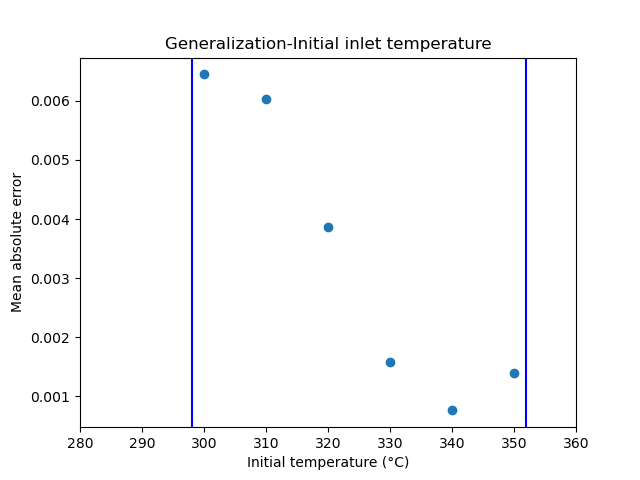 Generalization-Initial inlet temperature
Mean absolute error
0.006
0.005
0.004
0.003
0.002
0.001
280 290 300 310 320 330 340 350 360
Initial temperature (°C)